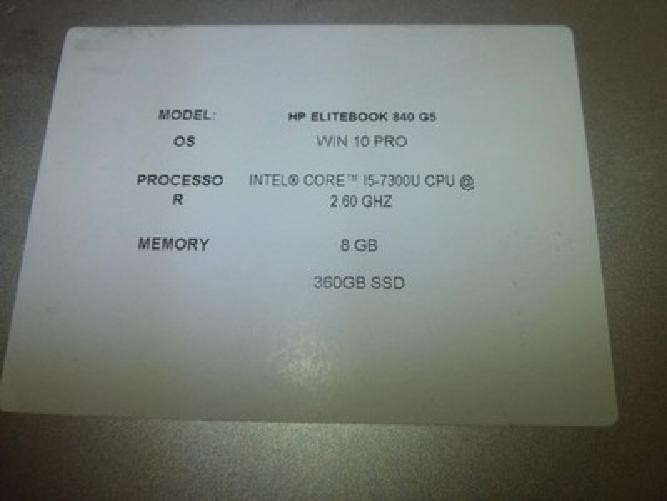 MODEL: HP ELITEBOOK 840 G5
OS WIN 10 PRO
PROCESSO INTEL® CORE™ I5-7300U CPU @
R 2.60 GHZ
MEMORY 8 GB
360GB SSD